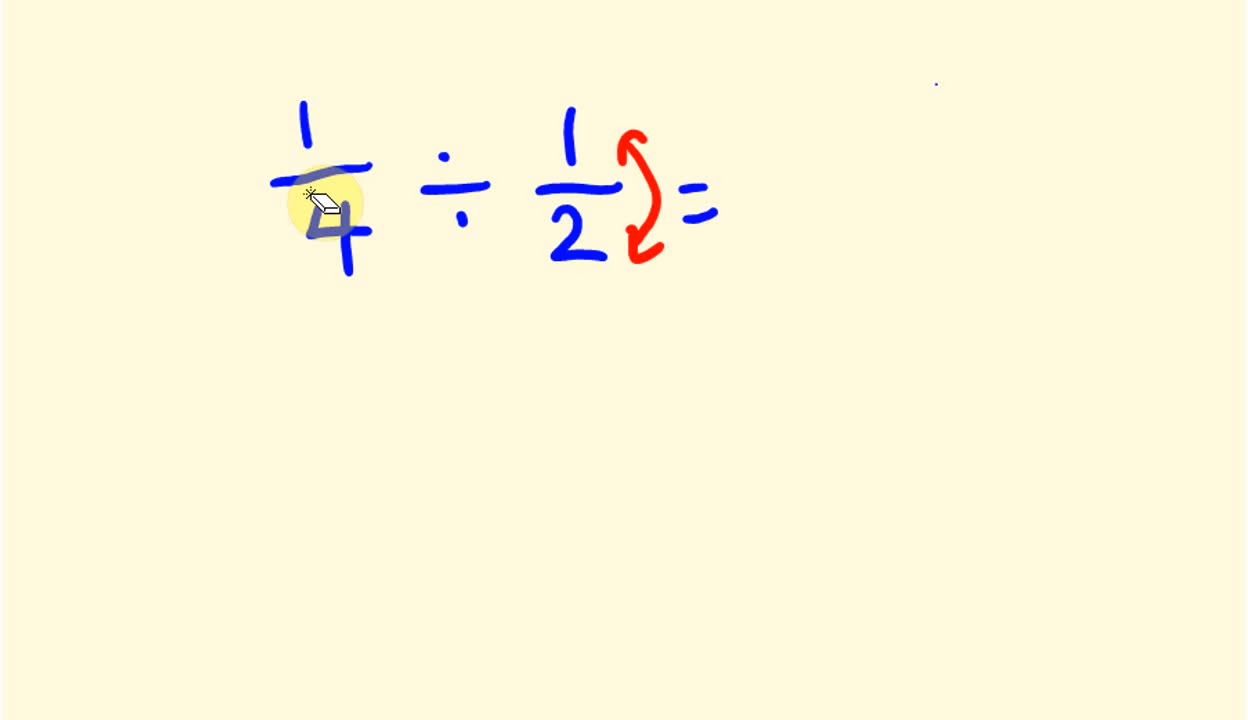 1/4 ÷ 1/2 =